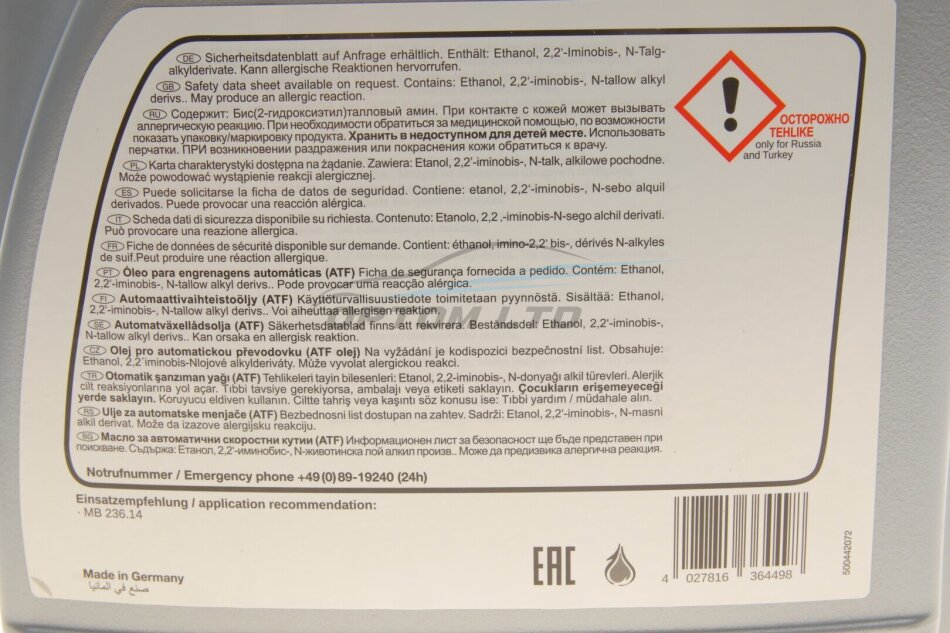 DE Sicherheitsdatenblatt auf Anfrage erhältlich. Enthält: Ethanol, 2,2'-Iminobis-, N-Talg-
alkylderivate. Kann allergische Reaktionen hervorrufen.
GB Safety data sheet available on request. Contains: Ethanol, 2,2'-iminobis-, N-tallow alkyl
derivs.. May produce an allergic reaction.
RU Содержит: Бис(2-гидроксиэтил)талловый амин. При контакте с кожей может вызывать
аллергическую реакцию. При необходимости обратиться за медицинской помощью, по возможности
показать упаковку/маркировку продукта. Хранить в недоступном для детей месте. Использовать
перчатки. ПРИ возникновении раздражения или покраснения кожи обратиться к врачу.
PL Karta charakterystyki dostępna na żądanie. Zawiera: Etanol, 2,2'-iminobis-, N-talk, alkilowe pochodne.
Może powodować wystąpienie reakcji alergicznej.
ES Puede solicitarse la ficha de datos de seguridad. Contiene: etanol, 2,2'-iminobis-, N-sebo alquil
derivados. Puede provocar una reacción alérgica.
IT Scheda dati di sicurezza disponibile su richiesta. Contenuto: Etanolo, 2,2 ,-iminobis-N-sego alchil derivati.
Può provocare una reazione allergica.
FR Fiche de données de sécurité disponible sur demande. Contient: éthanol, imino-2,2' bis-, dérivés N-alkyles
de suif.Peut produire une réaction allergique.
PT Óleo para engrenagens automáticas (ATF) Ficha de segurança fornecida a pedido. Contém: Ethanol,
2,2'-iminobis-, N-tallow alkyl derivs.. Pode provocar uma reacção alérgica.
FI Automaattivaihteistoöljy (ATF) Käyttöturvallisuustiedote toimitetaan pyynnöstä. Sisältää: Ethanol,
2,2'-iminobis-, N-tallow alkyl derivs.. Voi aiheuttaa allergisen reaktion.
SE Automatväxellådsolja (ATF) Säkerhetsdatablad finns att rekvirera. Beståndsdel: Ethanol, 2,2'-iminobis-,
N-tallow alkyl derivs.. Kan orsaka en allergisk reaktion.
CZ Olej pro automatickou převodovku (ATF olej) Na vyžádání je kodispozici bezpečnostní list. Obsahuje:
Ethanol, 2,2´iminobis-Nlojové alkylderiváty. Může vyvolat alergickou reakci.
TR Otomatik şanzıman yağı (ATF) Tehlikeleri tayin bilesenleri: Etanol, 2,2-iminobis-, N-donyağı alkil türevleri. Alerjik
cilt reaksiyonlarına yol açar. Tıbbi tavsiye gerekiyorsa, ambalajı veya etiketi saklayın. Çocukların erişemeyeceği
yerde saklayın. Koruyucu eldiven kullanın. Ciltte tahriş veya kaşıntı söz konusu ise: Tıbbi yardım / müdahale alın.
RS Ulje za automatske menjače (ATF) Bezbednosni list dostupan na zahtev. Sadrži: Etanol, 2,2'-iminobis-, N-masni
alkil derivat. Može da izazove alergijsku reakciju.
BG Масло за автоматични скоростни кутии (ATF) Информационен лист за безопасност ще бъде представен при
поискване. Съдържа: Етанол, 2,2'-иминобис-, N-животинска лой алкил произв.. Може да предизвика алергична реакция.
Notrufnummer / Emergency phone +49(0)89-19240 (24h)
ОСТОРОЖНО
TEHLIKE
only for Russia
and Turkey
Einsatzempfehlung / application recommendation:
· MB 236.14
Made in Germany
صنع في المانيا
EAC
4 027816 364498
500442072
OPTOM LTD